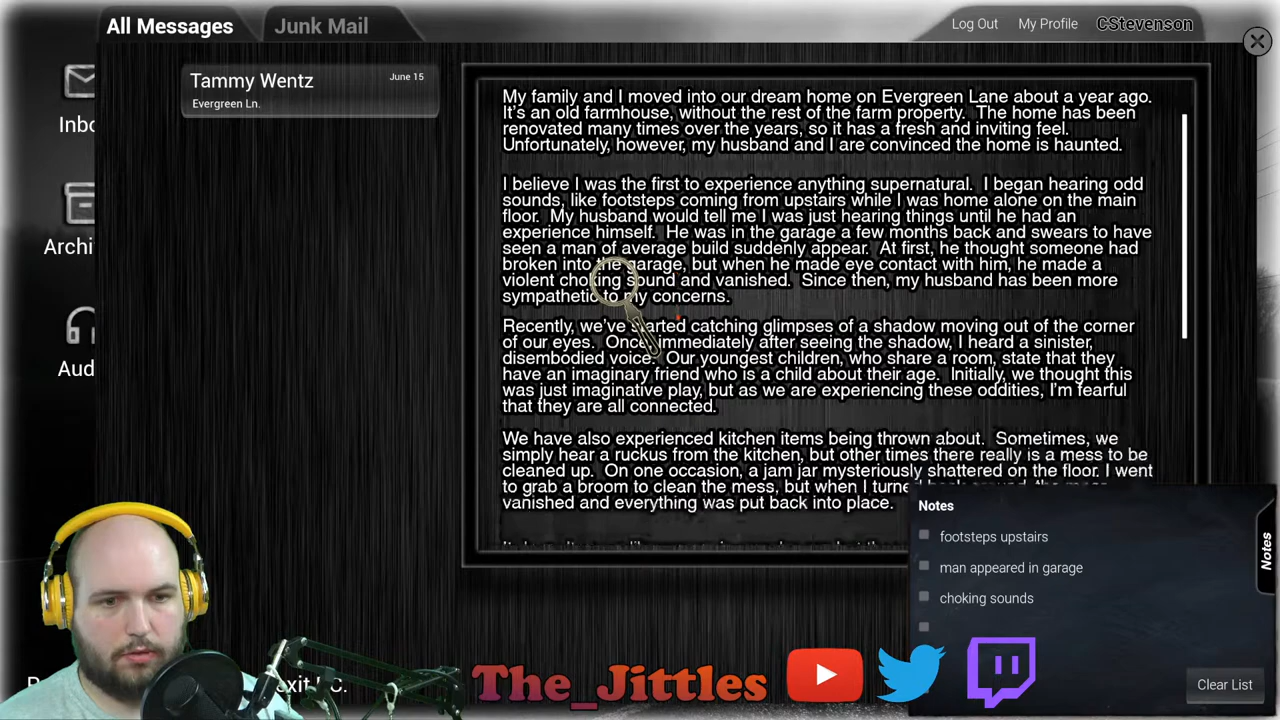 All Messages
Junk Mail
Log Out
My Profile
CStevenson
Tammy Wentz
June 15
Evergreen Ln.
Inbo
Archi
Aud
My family and I moved into our dream home on Evergreen Lane about a year ago.
It's an old farmhouse, without the rest of the farm property. The home has been
renovated many times over the years, so it has a fresh and inviting feel.
Unfortunately, however, my husband and I are convinced the home is haunted.
I believe I was the first to experience anything supernatural. I began hearing odd
sounds, like footsteps coming from upstairs while I was home alone on the main
floor. My husband would tell me I was just hearing things until he had an
experience himself. He was in the garage a few months back and swears to have
seen a man of average build suddenly appear. At first, he thought someone had
broken into the garage, but when he made eye contact with him, he made a
violent choking sound and vanished. Since then, my husband has been more
sympathetic to my concerns.
Recently, we've started catching glimpses of a shadow moving out of the corner
of our eyes. Once immediately after seeing the shadow, I heard a sinister,
disembodied voice. Our youngest children, who share a room, state that they
have an imaginary friend who is a child about their age. Initially, we thought this
was just imaginative play, but as we are experiencing these oddities, I'm fearful
that they are all connected.
We have also experienced kitchen items being thrown about. Sometimes, we
simply hear a ruckus from the kitchen, but other times there really is a mess to be
cleaned up. On one occasion, a jam jar mysteriously shattered on the floor. I went
to grab a broom to clean the mess, but when I turned
vanished and everything was put back into place.
Notes
footsteps upstairs
man appeared in garage
choking sounds
Notes
Clear List
xit PC.
The_Jittles